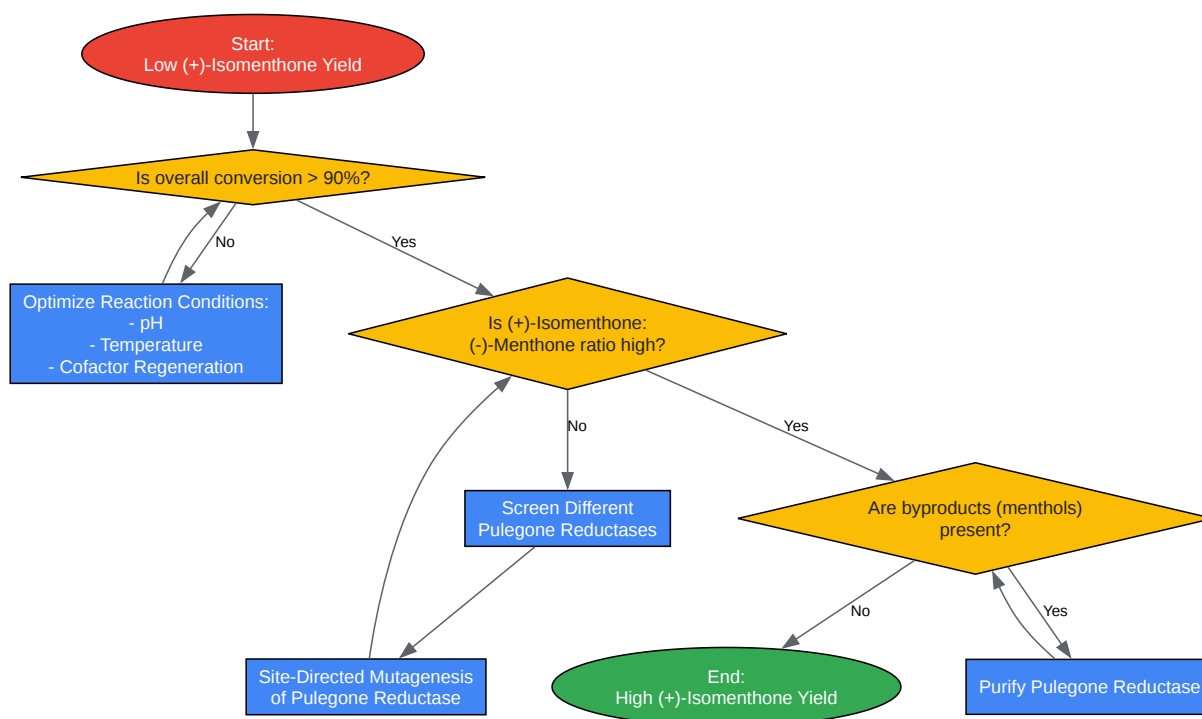 Start:
Low (+)-Isomenthone Yield
Is overall conversion > 90%?
No
Yes
Optimize Reaction Conditions:
- pH
- Temperature
- Cofactor Regeneration
Is (+)-Isomenthone:
(-)-Menthone ratio high?
No
Yes
Screen Different
Pulegone Reductases
Are byproducts (menthols)
present?
No
Yes
Site-Directed Mutagenesis
of Pulegone Reductase
End:
High (+)-Isomenthone Yield
Purify Pulegone Reductase